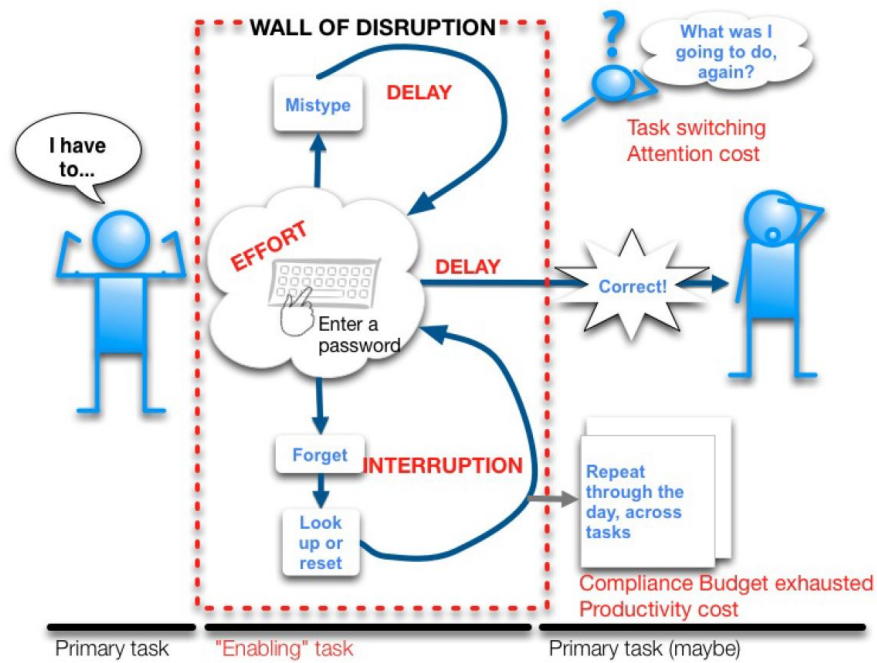 WALL OF DISRUPTION
I have
to...
Mistype
DELAY
EFFORT
Enter a
password
DELAY
Correct!
Forget
INTERRUPTION
Look
up or
reset
?
What was I
going to do,
again?
Task switching
Attention cost
Repeat
through the
day, across
tasks
Compliance Budget exhausted
Productivity cost
Primary task
"Enabling" task
Primary task (maybe)